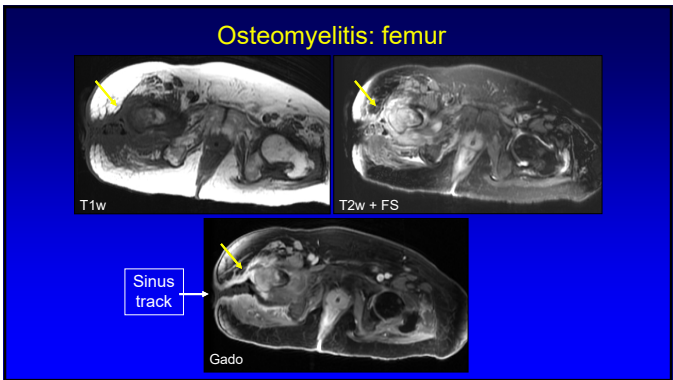 Osteomyelitis: femur
T1w
T2w + FS
Sinus
track
Gado